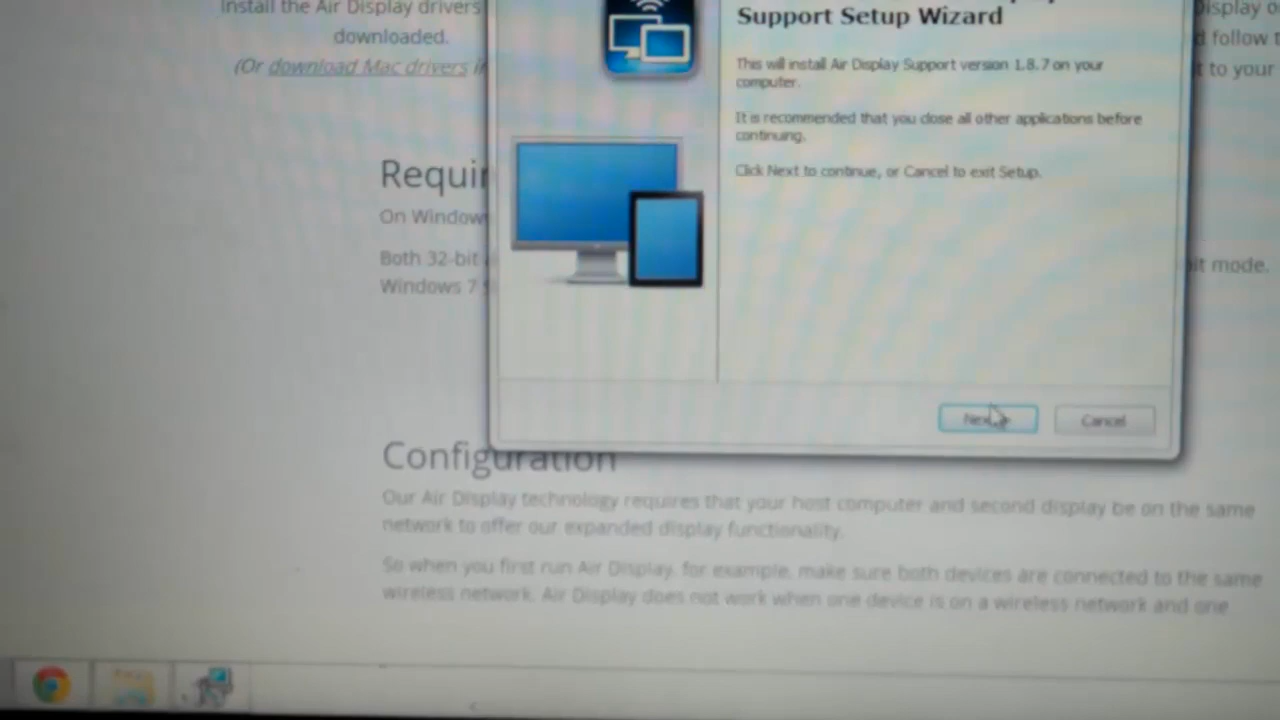 Install the Air Display drivers
downloaded.
(Or download Mac drivers
Requir
On Window
Both 32-bit
Windows 7
Support Setup Wizard
This will install Air Display Support version 1.8.7 on your
computer.
It is recommended that you close all other applications before
continuing.
Click Next to continue, or Cancel to exit Setup.
Next
Cancel
Display
follow
to your
bit mode.
Configuration
Our Air Display technology requires that your host computer and second display be on the same
network to offer our expanded display functionality.
So when you first run Air Display, for example, make sure both devices are connected to the same
wireless network. Air Display does not work when one device is on a wireless network and one